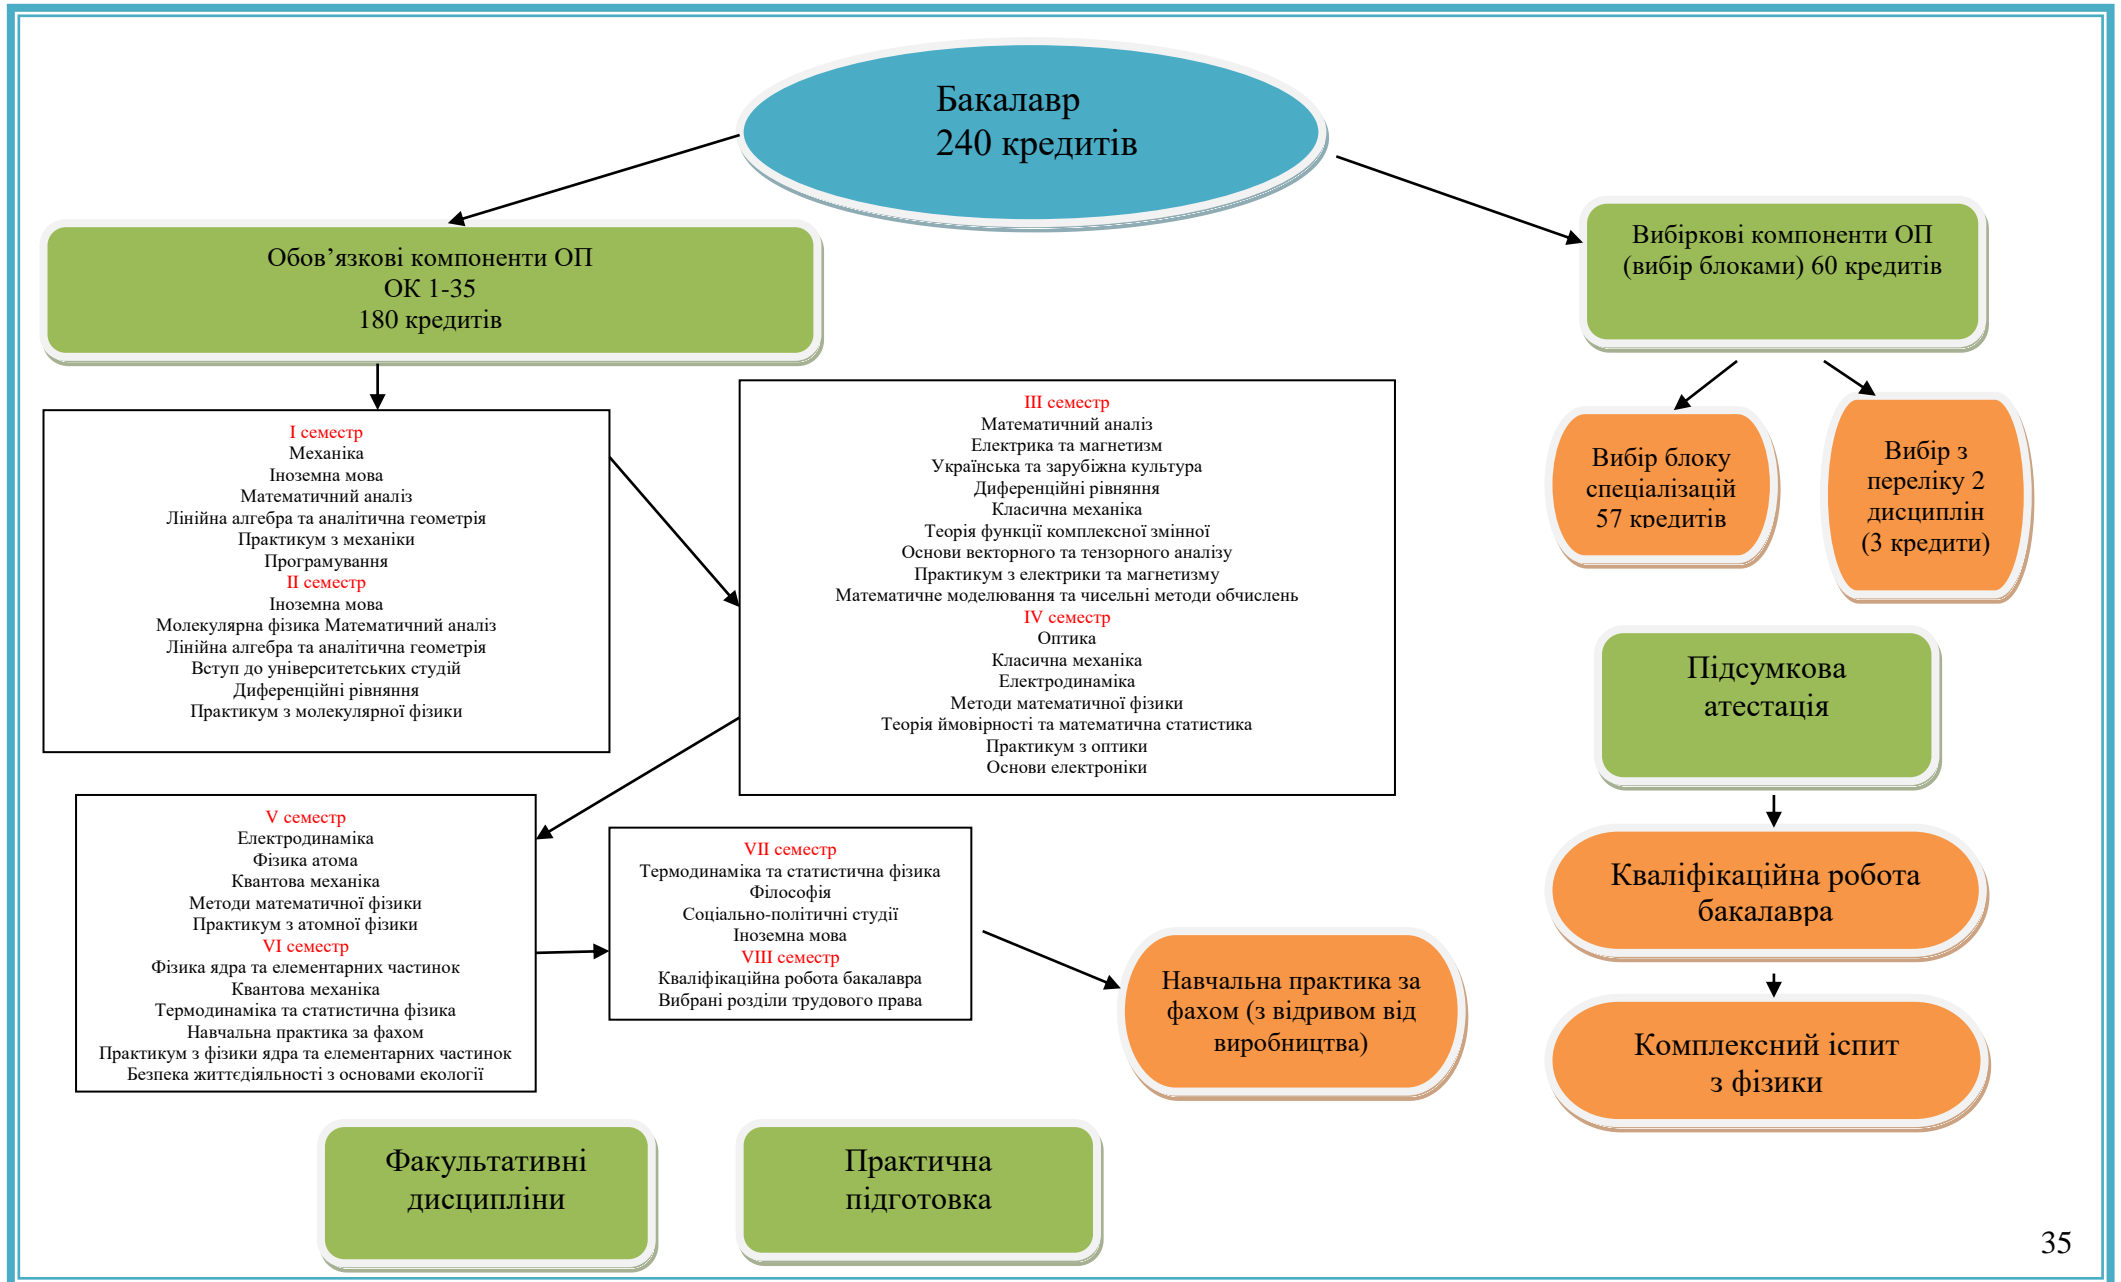 Бакалавр
240 кредитів
Обов’язкові компоненти ОП
ОК 1-35
180 кредитів
Вибіркові компоненти ОП
(вибір блоками) 60 кредитів
I семестр
Механіка
Іноземна мова
Математичний аналіз
Лінійна алгебра та аналітична геометрія
Практикум з механіки
Програмування
II семестр
Іноземна мова
Молекулярна фізика Математичний аналіз
Лінійна алгебра та аналітична геометрія
Вступ до університетських студій
Диференційні рівняння
Практикум з молекулярної фізики
III семестр
Математичний аналіз
Електрика та магнетизм
Українська та зарубіжна культура
Диференційні рівняння
Класична механіка
Теорія функції комплексної змінної
Основи векторного та тензорного аналізу
Практикум з електрики та магнетизму
Математичне моделювання та чисельні методи обчислень
IV семестр
Оптика
Класична механіка
Електродинаміка
Методи математичної фізики
Теорія ймовірності та математична статистика
Практикум з оптики
Основи електроніки
Вибір блоку
спеціалізацій
57 кредитів
Вибір з
переліку 2
дисциплін
(3 кредити)
Підсумкова
атестація
V семестр
Електродинаміка
Фізика атома
Квантова механіка
Методи математичної фізики
Практикум з атомної фізики
VI семестр
Фізика ядра та елементарних частинок
Квантова механіка
Термодинаміка та статистична фізика
Навчальна практика за фахом
Практикум з фізики ядра та елементарних частинок
Безпека життєдіяльності з основами екології
VII семестр
Термодинаміка та статистична фізика
Філософія
Соціально-політичні студії
Іноземна мова
VIII семестр
Кваліфікаційна робота бакалавра
Вибрані розділи трудового права
Навчальна практика за
фахом (з відривом від
виробництва)
Кваліфікаційна робота
бакалавра
Комплексний іспит
з фізики
Факультативні
дисципліни
Практична
підготовка
35